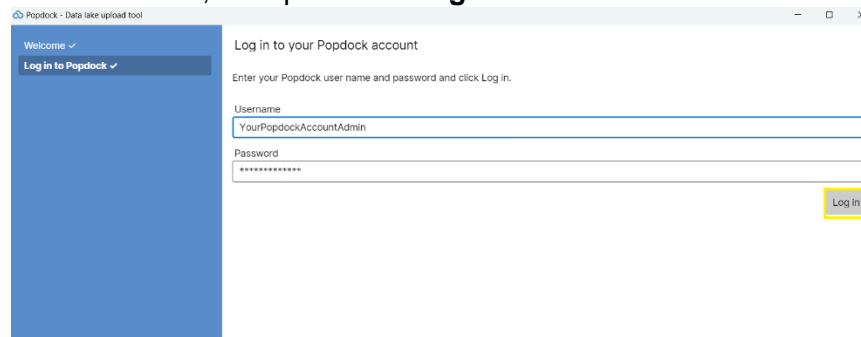 Popdock - Data lake upload tool
Welcome ✓
Log in to Popdock ✓
Log in to your Popdock account
Enter your Popdock user name and password and click Log in.
Username
YourPopdockAccountAdmin
Password
*************
Log in